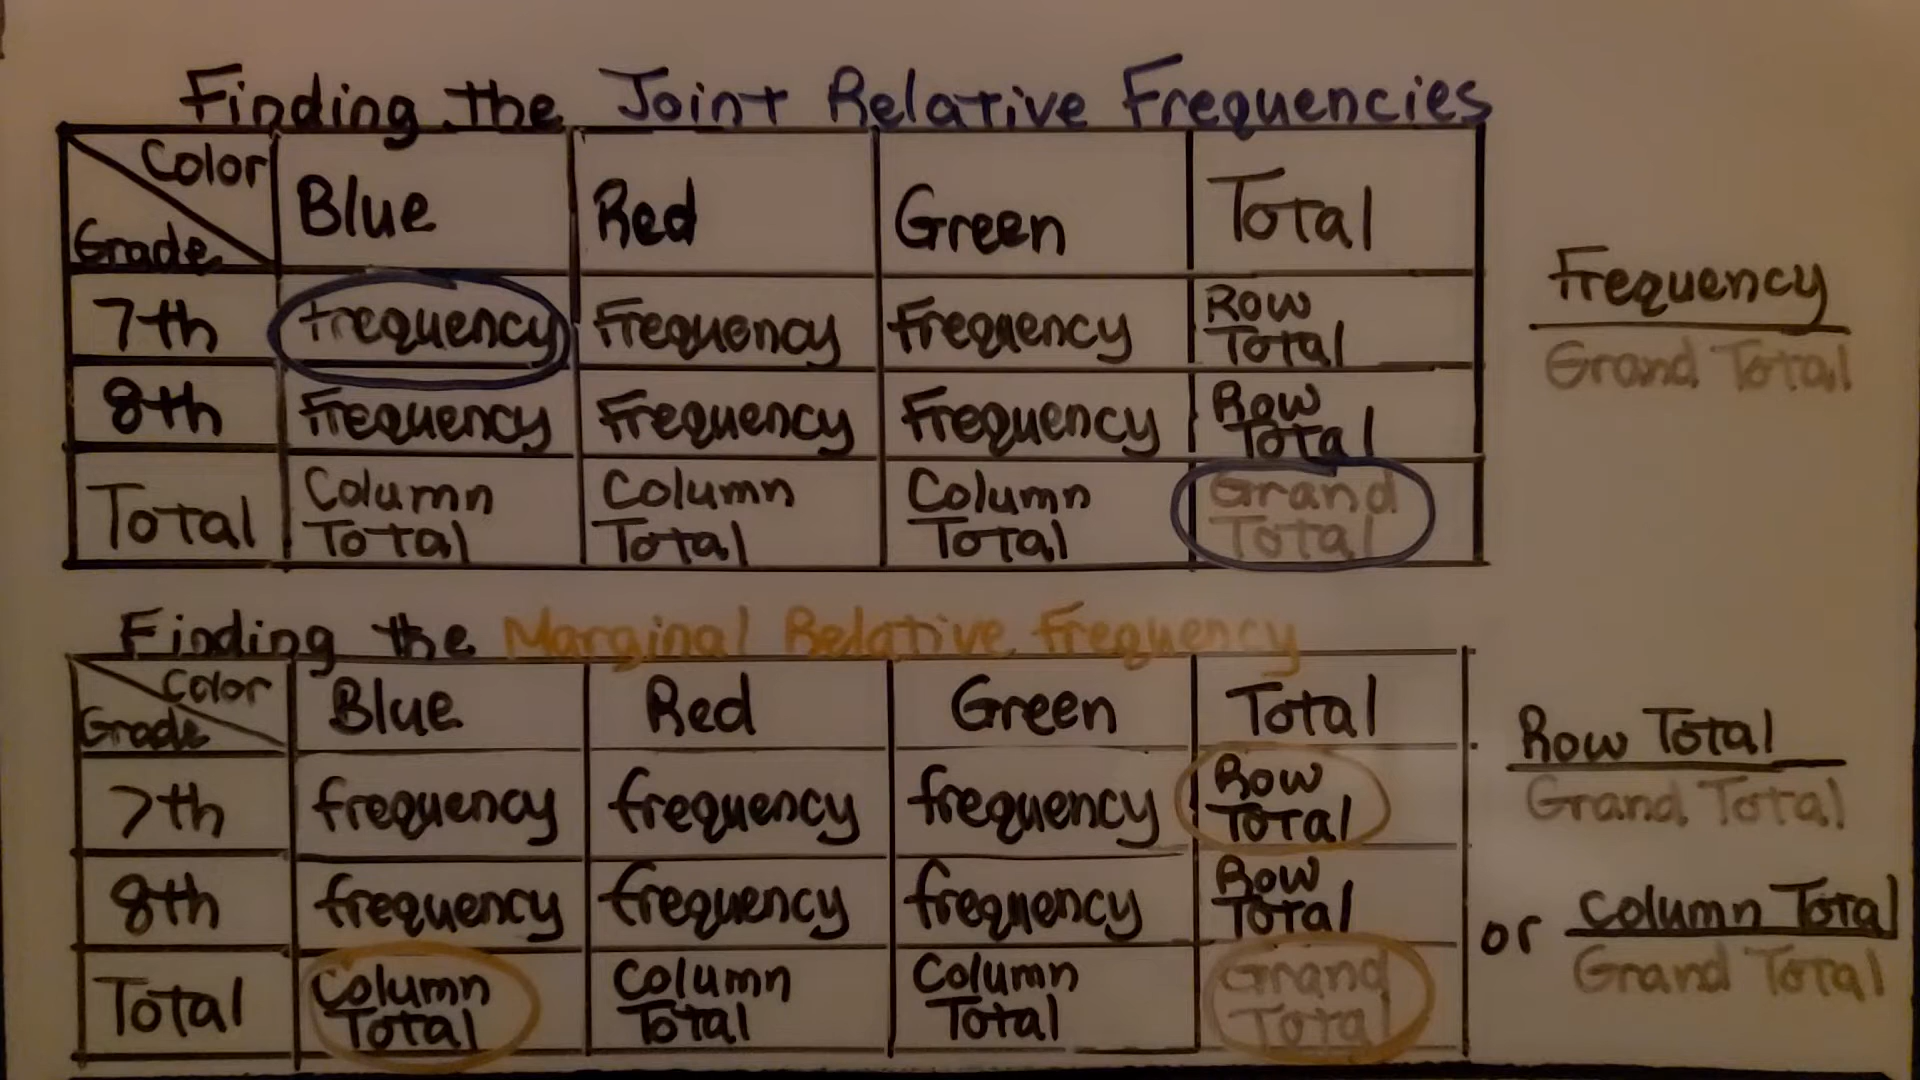 Finding the Joint Relative Frequencies
Color
Grade
Blue Red Green Total
7th frequency Frequency Frequency Row Total
8th Frequency Frequency Frequency Row Total
Total Column Total Column Total Column Total Grand Total
Frequency
Grand Total
Finding the Marginal Relative Frequency
Color
Grade
Blue Red Green Total
7th frequency frequency frequency Row Total
8th frequency frequency frequency Row Total
Total Column Total Column Total Column Total Grand Total
Row Total
Grand Total
or Column Total
Grand Total